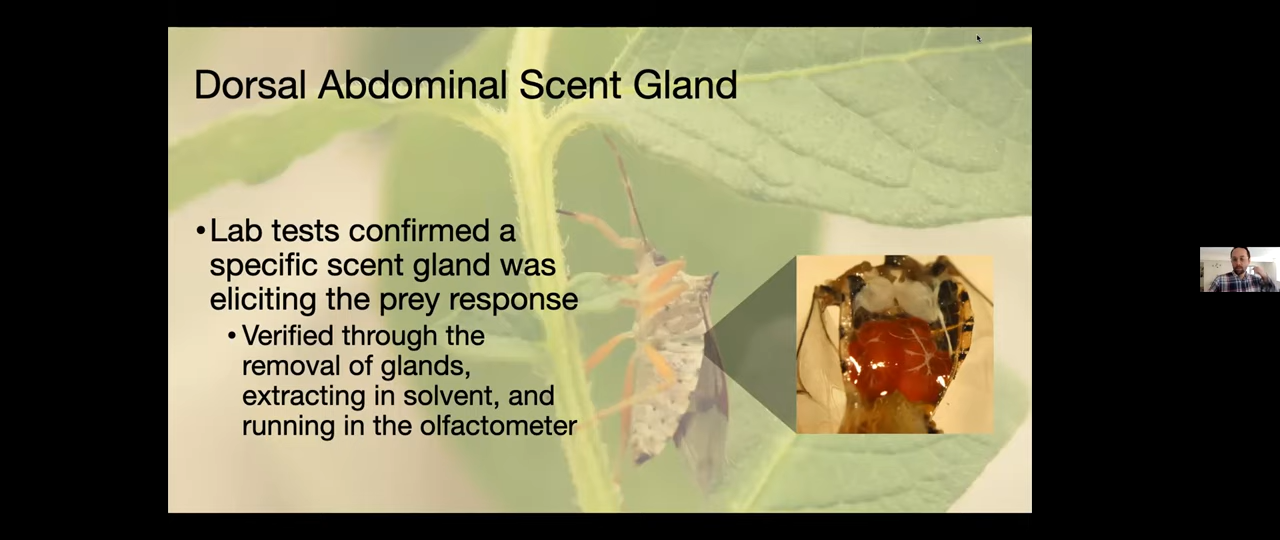 Dorsal Abdominal Scent Gland
•Lab tests confirmed a
specific scent gland was
eliciting the prey response
•Verified through the
removal of glands,
extracting in solvent, and
running in the olfactometer